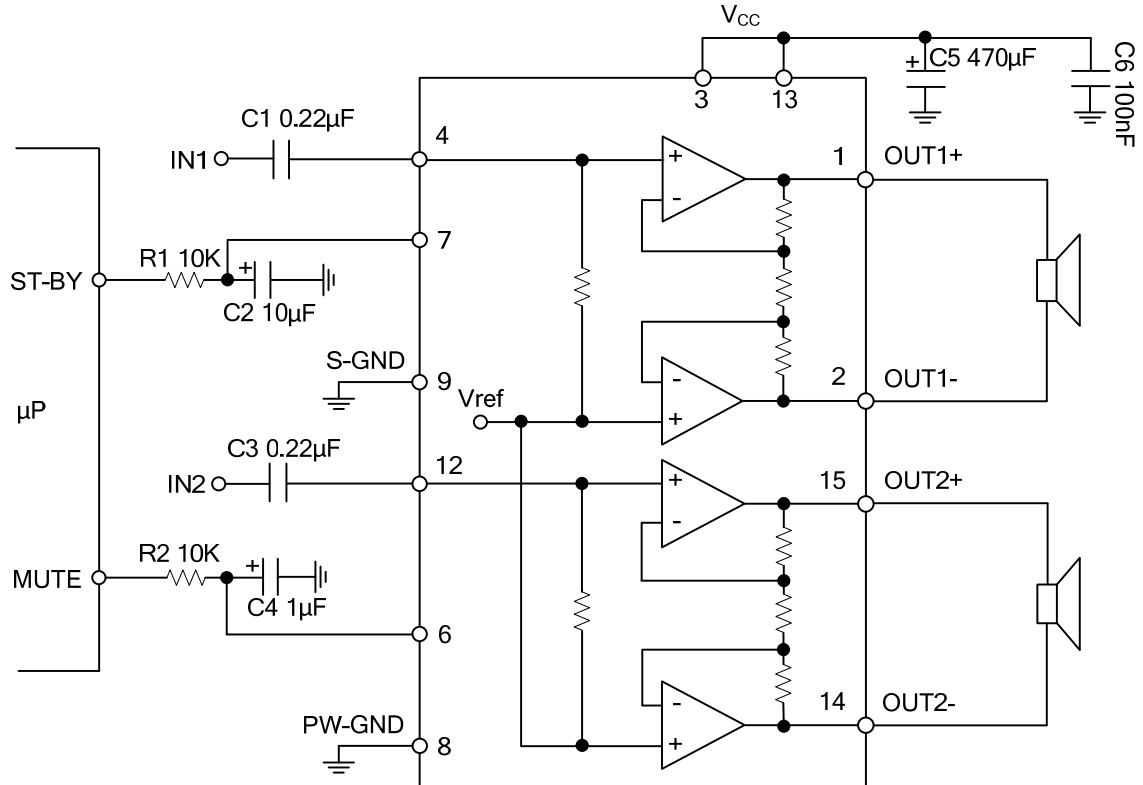 VCC
C5 470µF
C6 100nF
+
3
13
C1 0.22µF
4
IN1
+
-
1
OUT1+
7
R1 10K
+
ST-BY
C2 10µF
S-GND
9
µP
Vref
-
+
2
OUT1-
C3 0.22µF
12
IN2
+
-
15
OUT2+
R2 10K
+
MUTE
C4 1µF
6
PW-GND
8
-
+
14
OUT2-